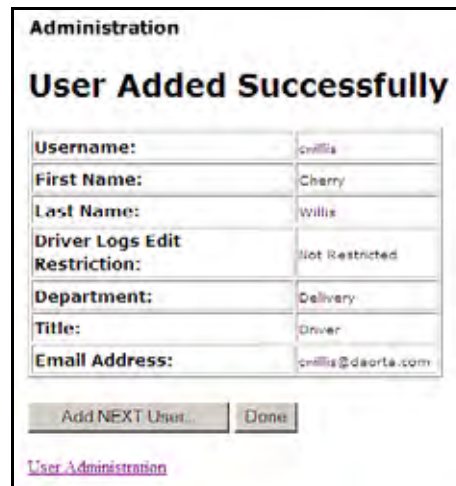 Administration
User Added Successfully
Username: cwillis
First Name: Cherry
Last Name: Willis
Driver Logs Edit
Restriction: Not Restricted
Department: Delivery
Title: Driver
Email Address: cwillis@daorta.com
Add NEXT User... Done
User Administration